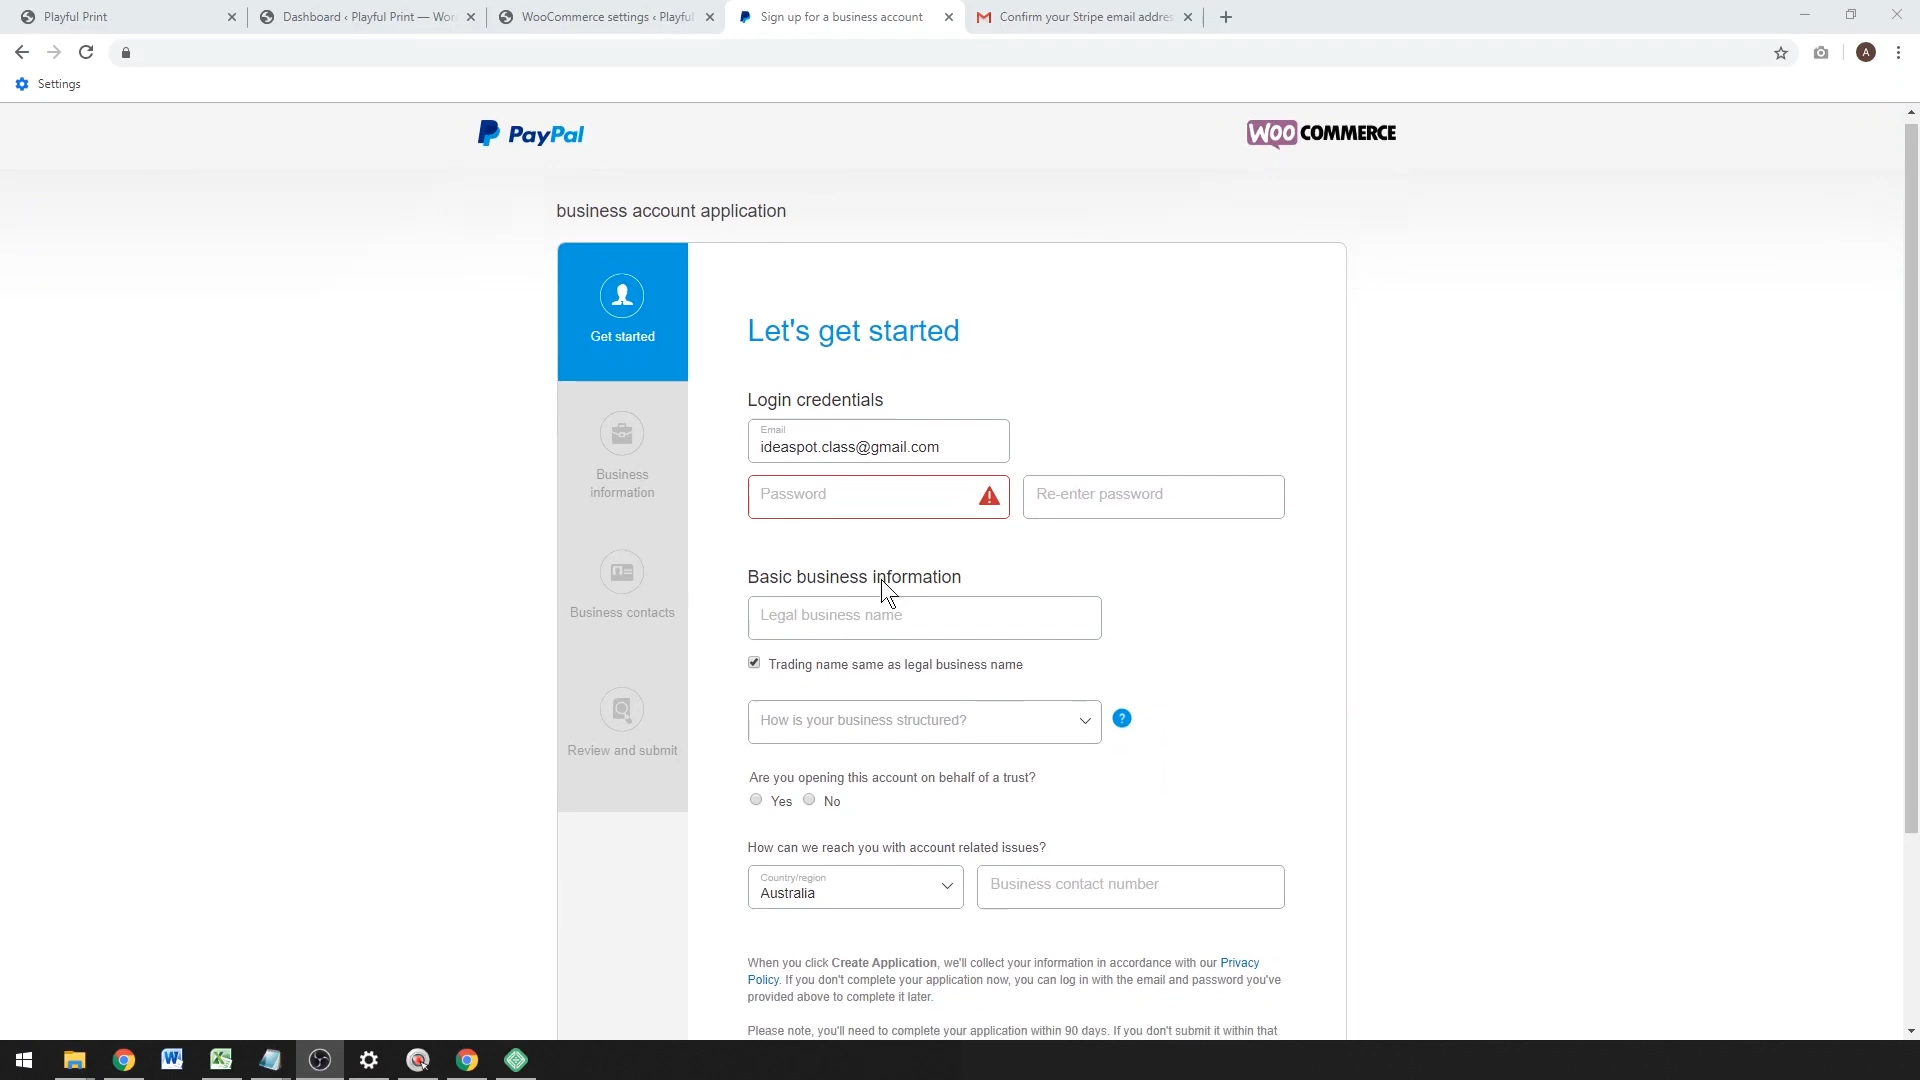 Playful Print
Dashboard ‹ Playful Print — Wor
WooCommerce settings ‹ Playful
Sign up for a business account
Confirm your Stripe email addres
A
Settings
PayPal
WOO COMMERCE
business account application
Get started
Business
information
Business contacts
Review and submit
Let's get started
Login credentials
Email
ideaspot.class@gmail.com
Password
Re-enter password
Basic business information
Legal business name
Trading name same as legal business name
How is your business structured?
?
Are you opening this account on behalf of a trust?
Yes No
How can we reach you with account related issues?
Country/region
Australia
Business contact number
When you click Create Application, we'll collect your information in accordance with our Privacy
Policy. If you don't complete your application now, you can log in with the email and password you've
provided above to complete it later.
Please note, you'll need to complete your application within 90 days. If you don't submit it within that